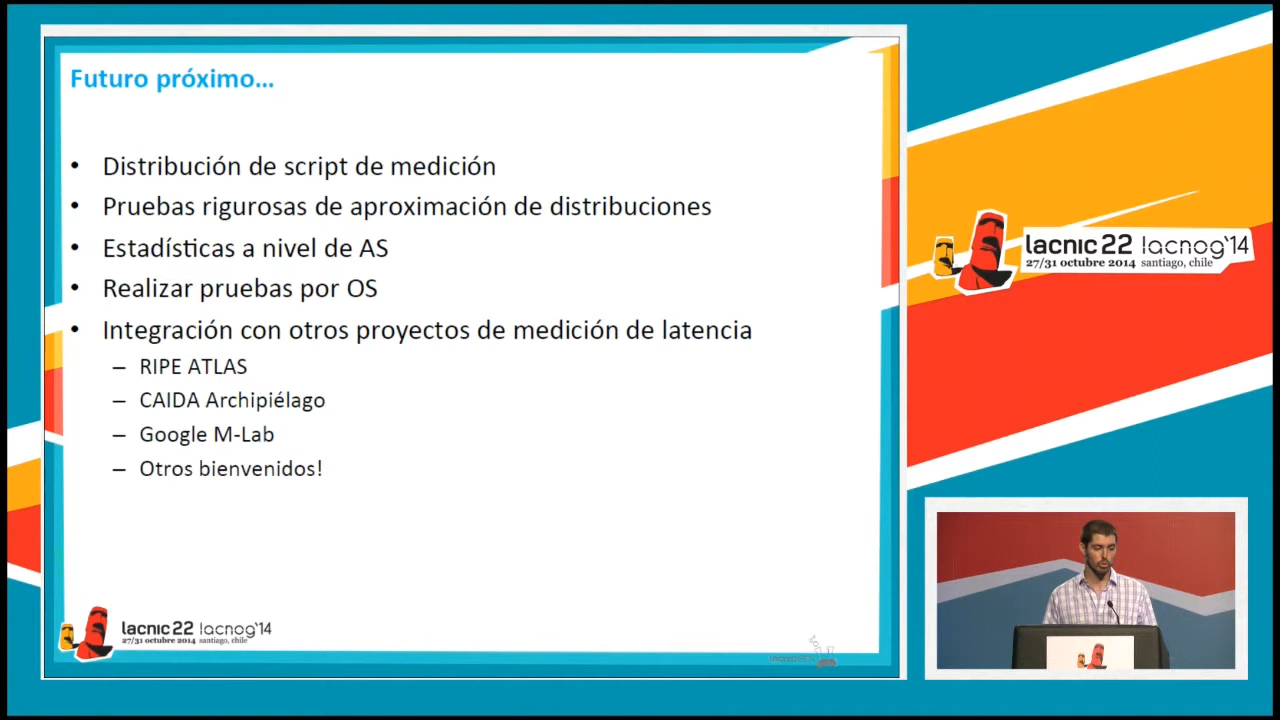 Futuro próximo...
• Distribución de script de medición
• Pruebas rigurosas de aproximación de distribuciones
• Estadísticas a nivel de AS
• Realizar pruebas por OS
• Integración con otros proyectos de medición de latencia
– RIPE ATLAS
– CAIDA Archipiélago
– Google M-Lab
– Otros bienvenidos!
lacnic 22 lacnog'14
27/31 octubre 2014 santiago, chile
lacnic 22 lacnog'14
27/31 octubre 2014 santiago, chile